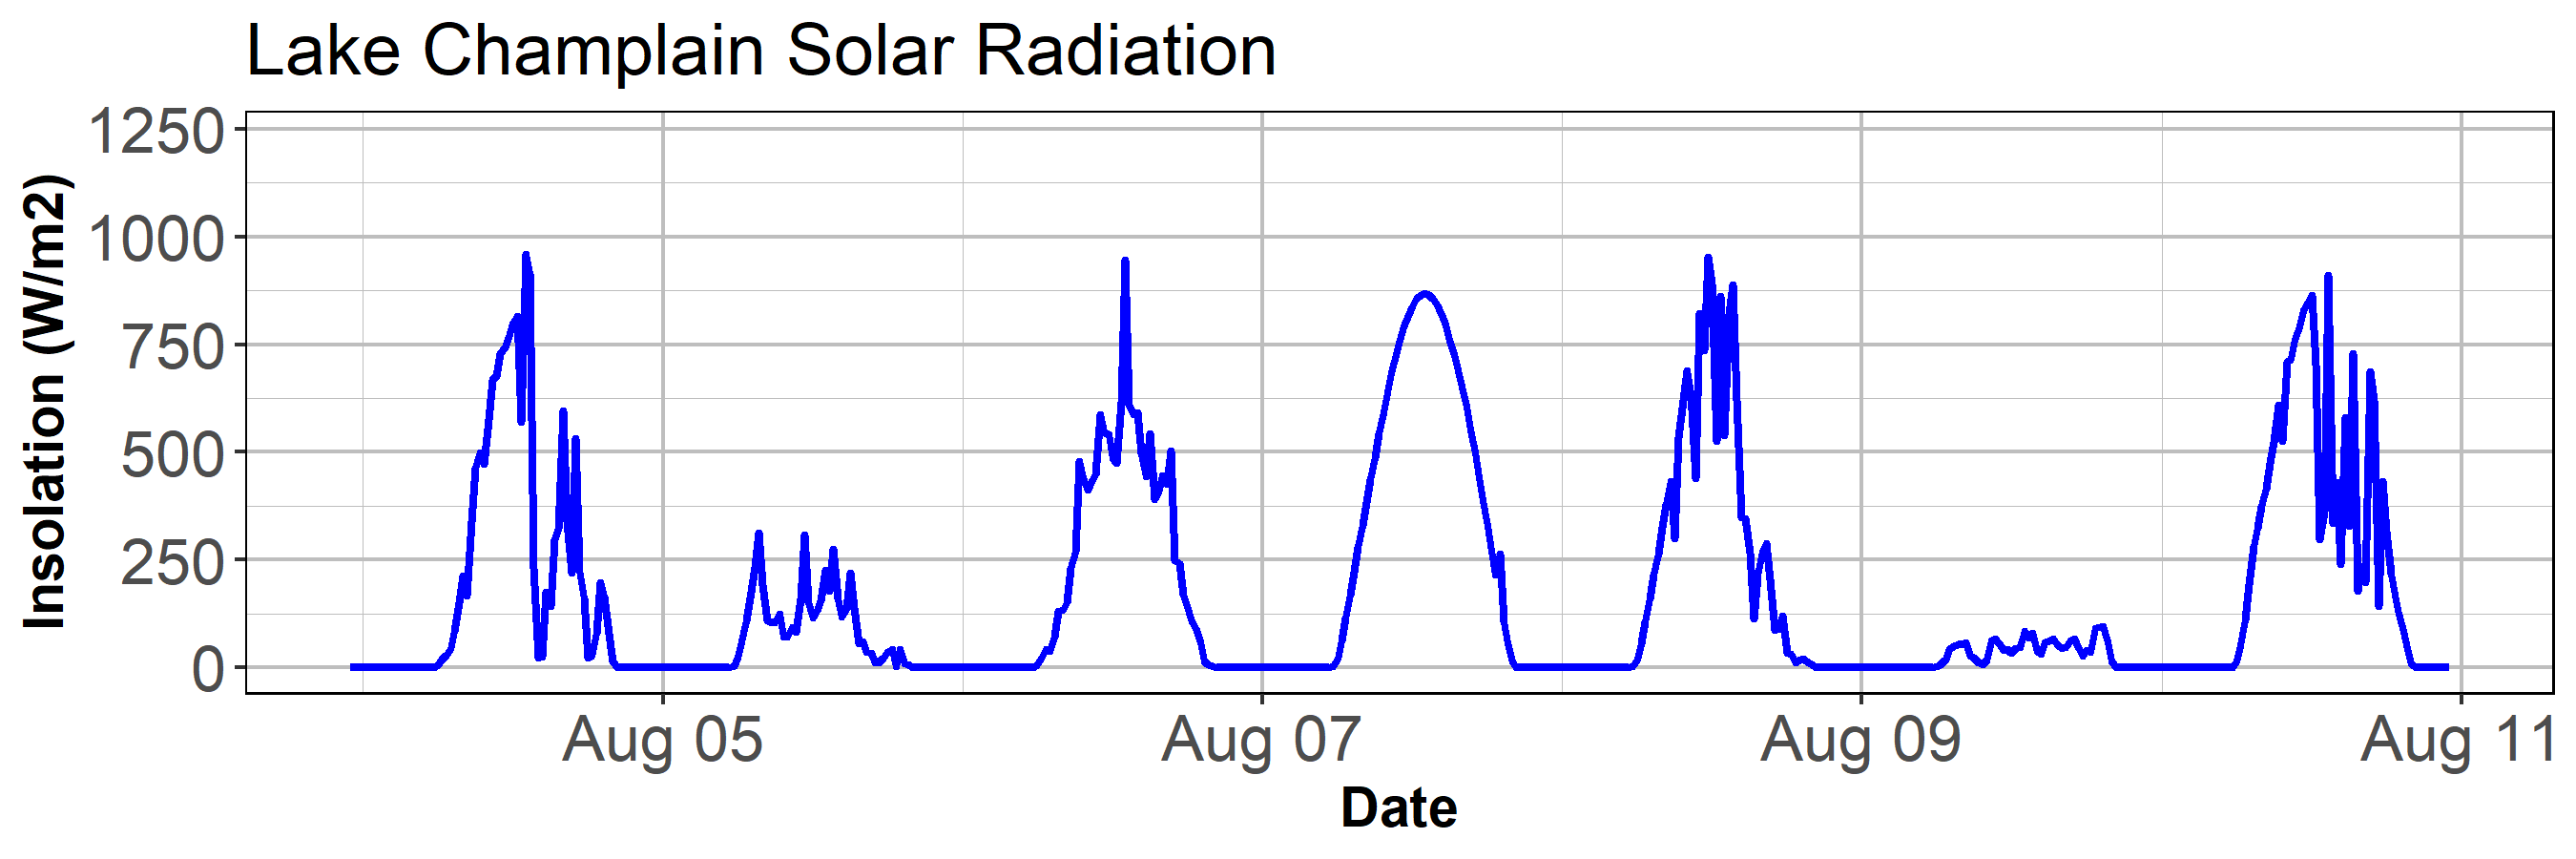 Lake Champlain Solar Radiation
1250
1000
750
500
250
0
Insolation (W/m2)
Aug 05 Aug 07 Aug 09 Aug 11
Date